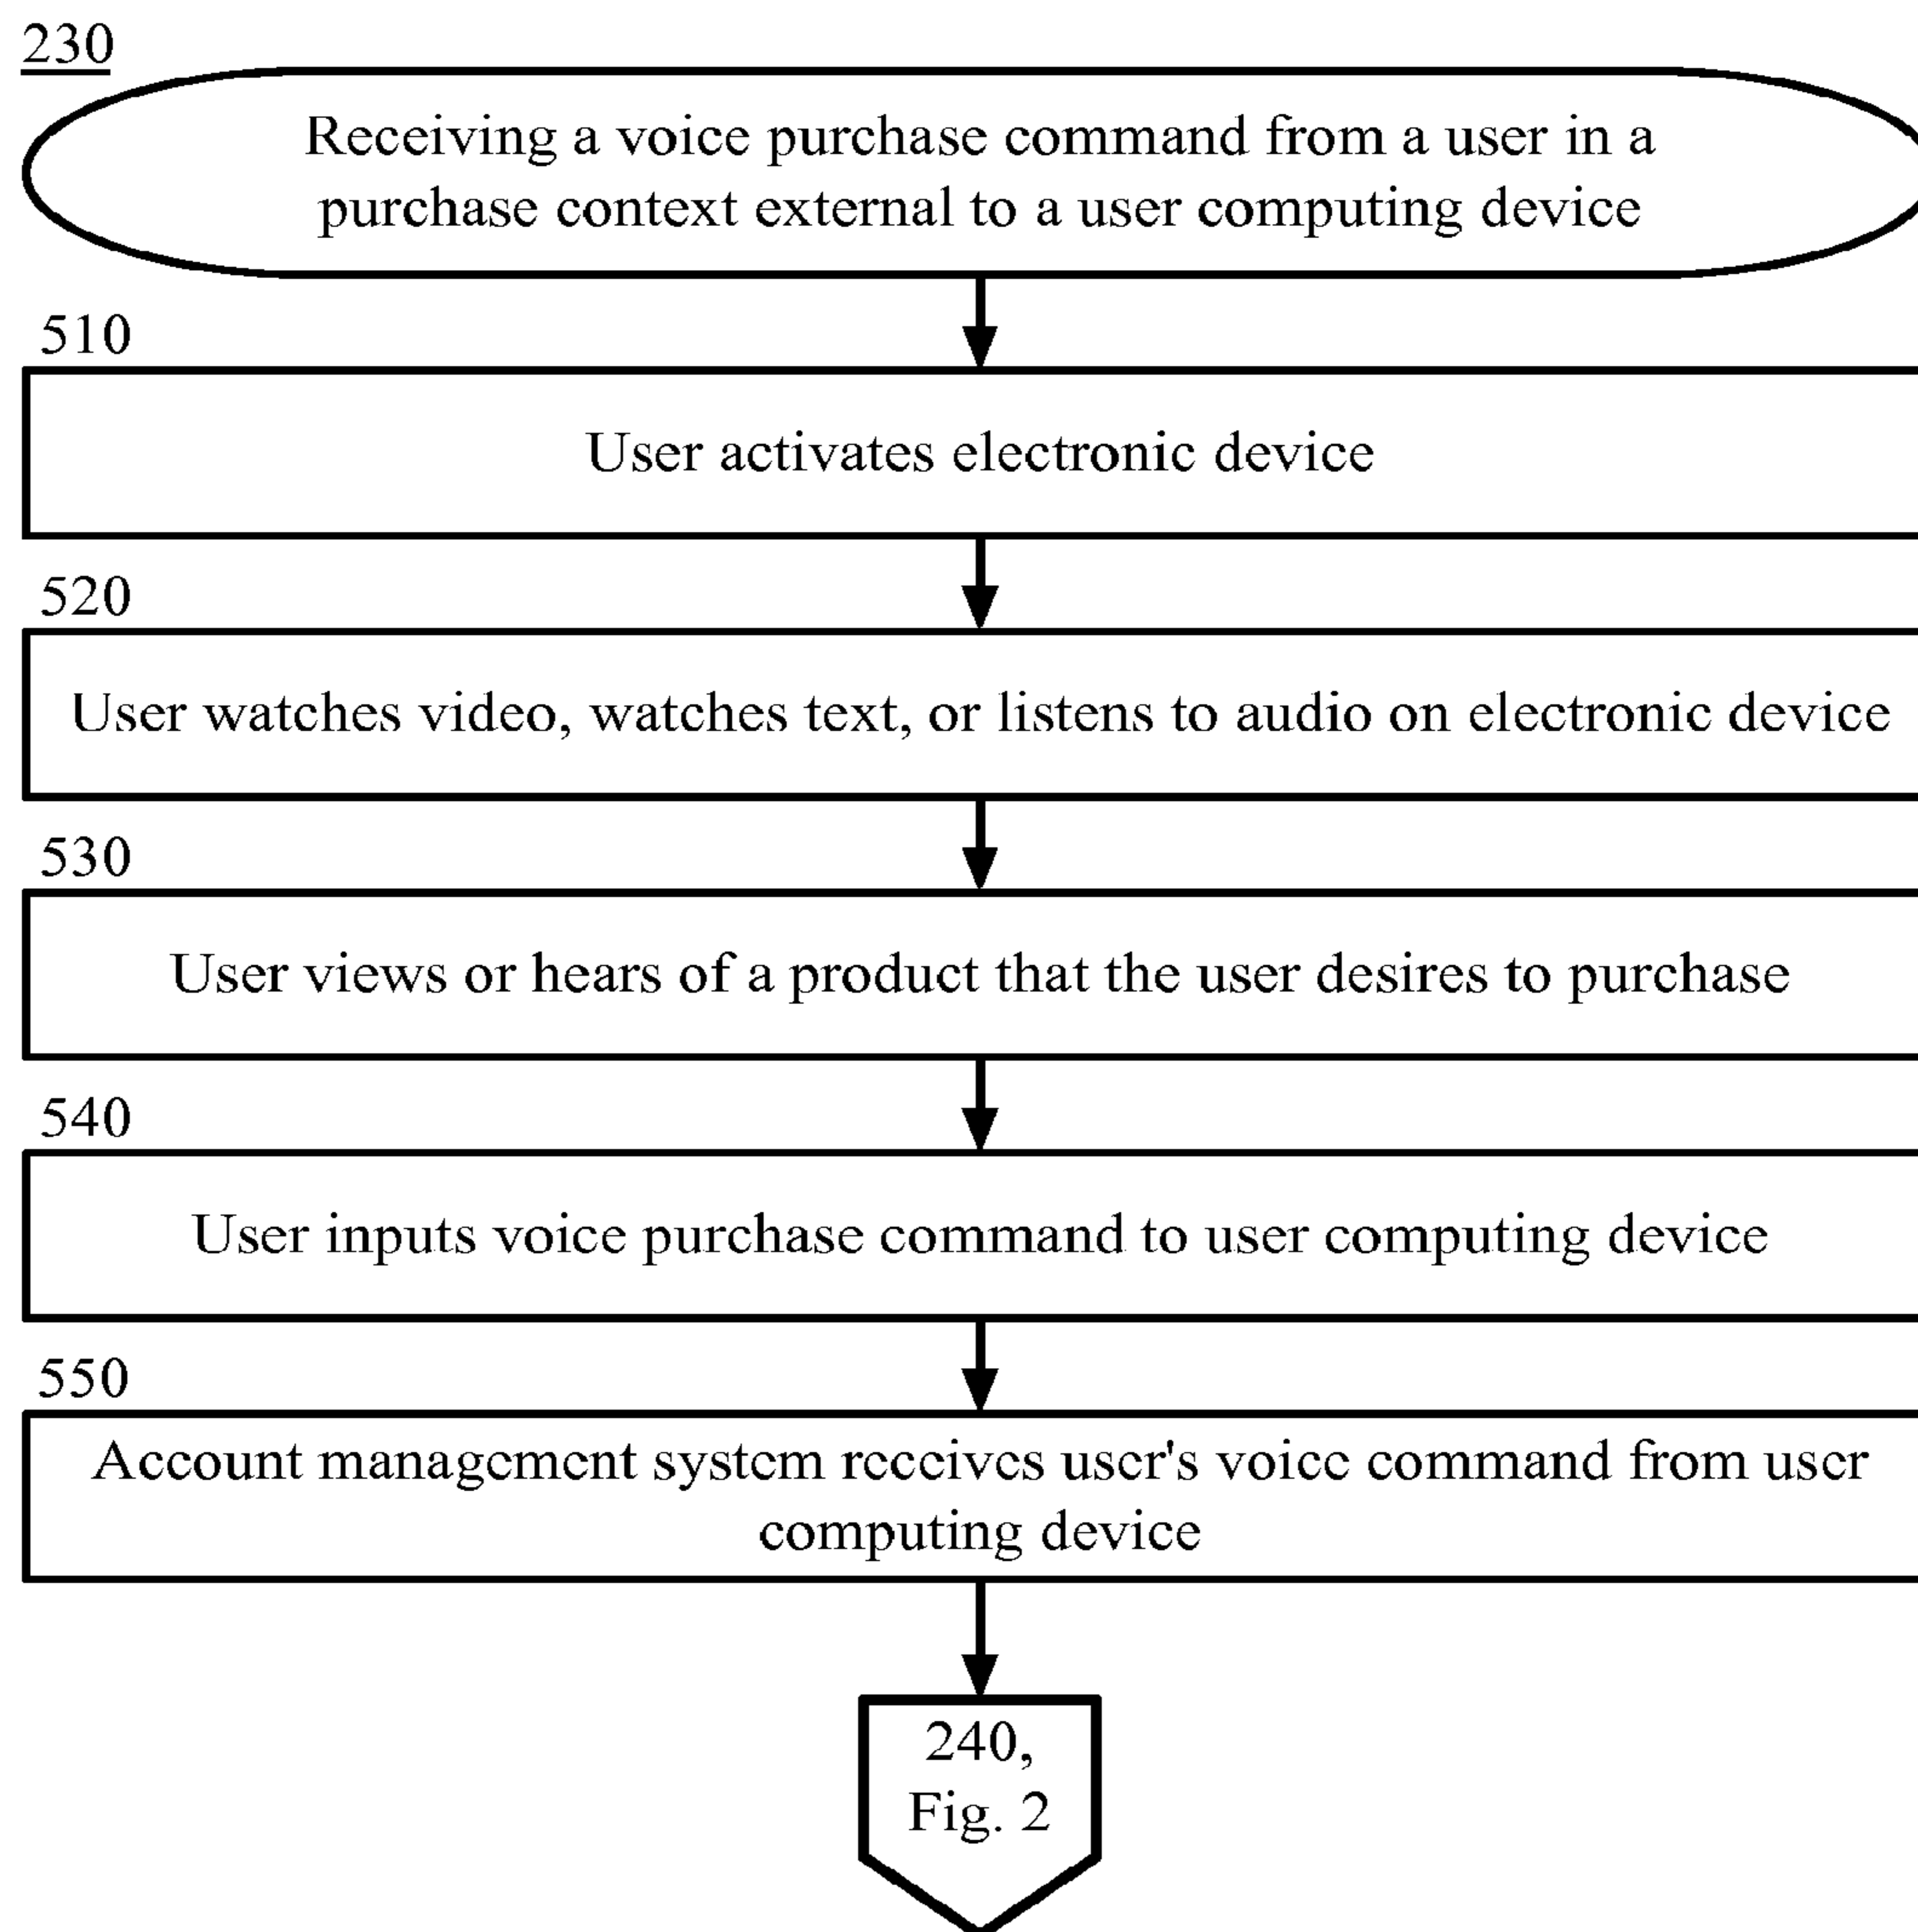 230
Receiving a voice purchase command from a user in a
purchase context external to a user computing device
510
User activates electronic device
520
User watches video, watches text, or listens to audio on electronic device
530
User views or hears of a product that the user desires to purchase
540
User inputs voice purchase command to user computing device
550
Account management system receives user's voice command from user
computing device
240,
Fig. 2